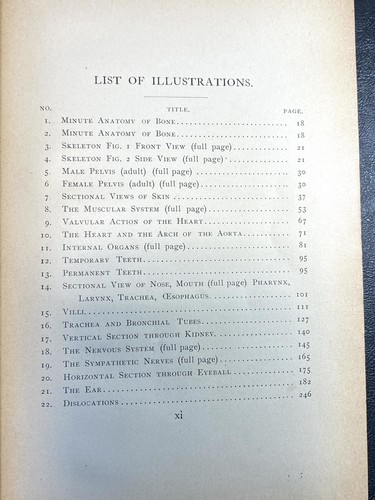 LIST OF ILLUSTRATIONS.
NO. TITLE. PAGE.
1. Minute Anatomy of Bone 18
2. Minute Anatomy of Bone 18
3. Skeleton Fig. 1 Front View (full page) 21
4. Skeleton Fig. 2 Side View (full page) 21
5. Male Pelvis (adult) (full page) 30
6 Female Pelvis (adult) (full page) 30
7. Sectional Views of Skin 37
8. The Muscular System (full page) 53
9. Valvular Action of the Heart 67
10. The Heart and the Arch of the Aorta 71
11. Internal Organs (full page) 81
12. Temporary Teeth 95
13. Permanent Teeth 95
14. Sectional View of Nose, Mouth (full page) Pharynx,
Larynx, Trachea, Œsophagus. 101
15. Villi 111
16. Trachea and Bronchial Tubes 127
17. Vertical Section through Kidney 140
18. The Nervous System (full page) 145
19. The Sympathetic Nerves (full page) 165
20. Horizontal Section through Eyeball 175
21. The Ear 182
22. Dislocations 246
xi